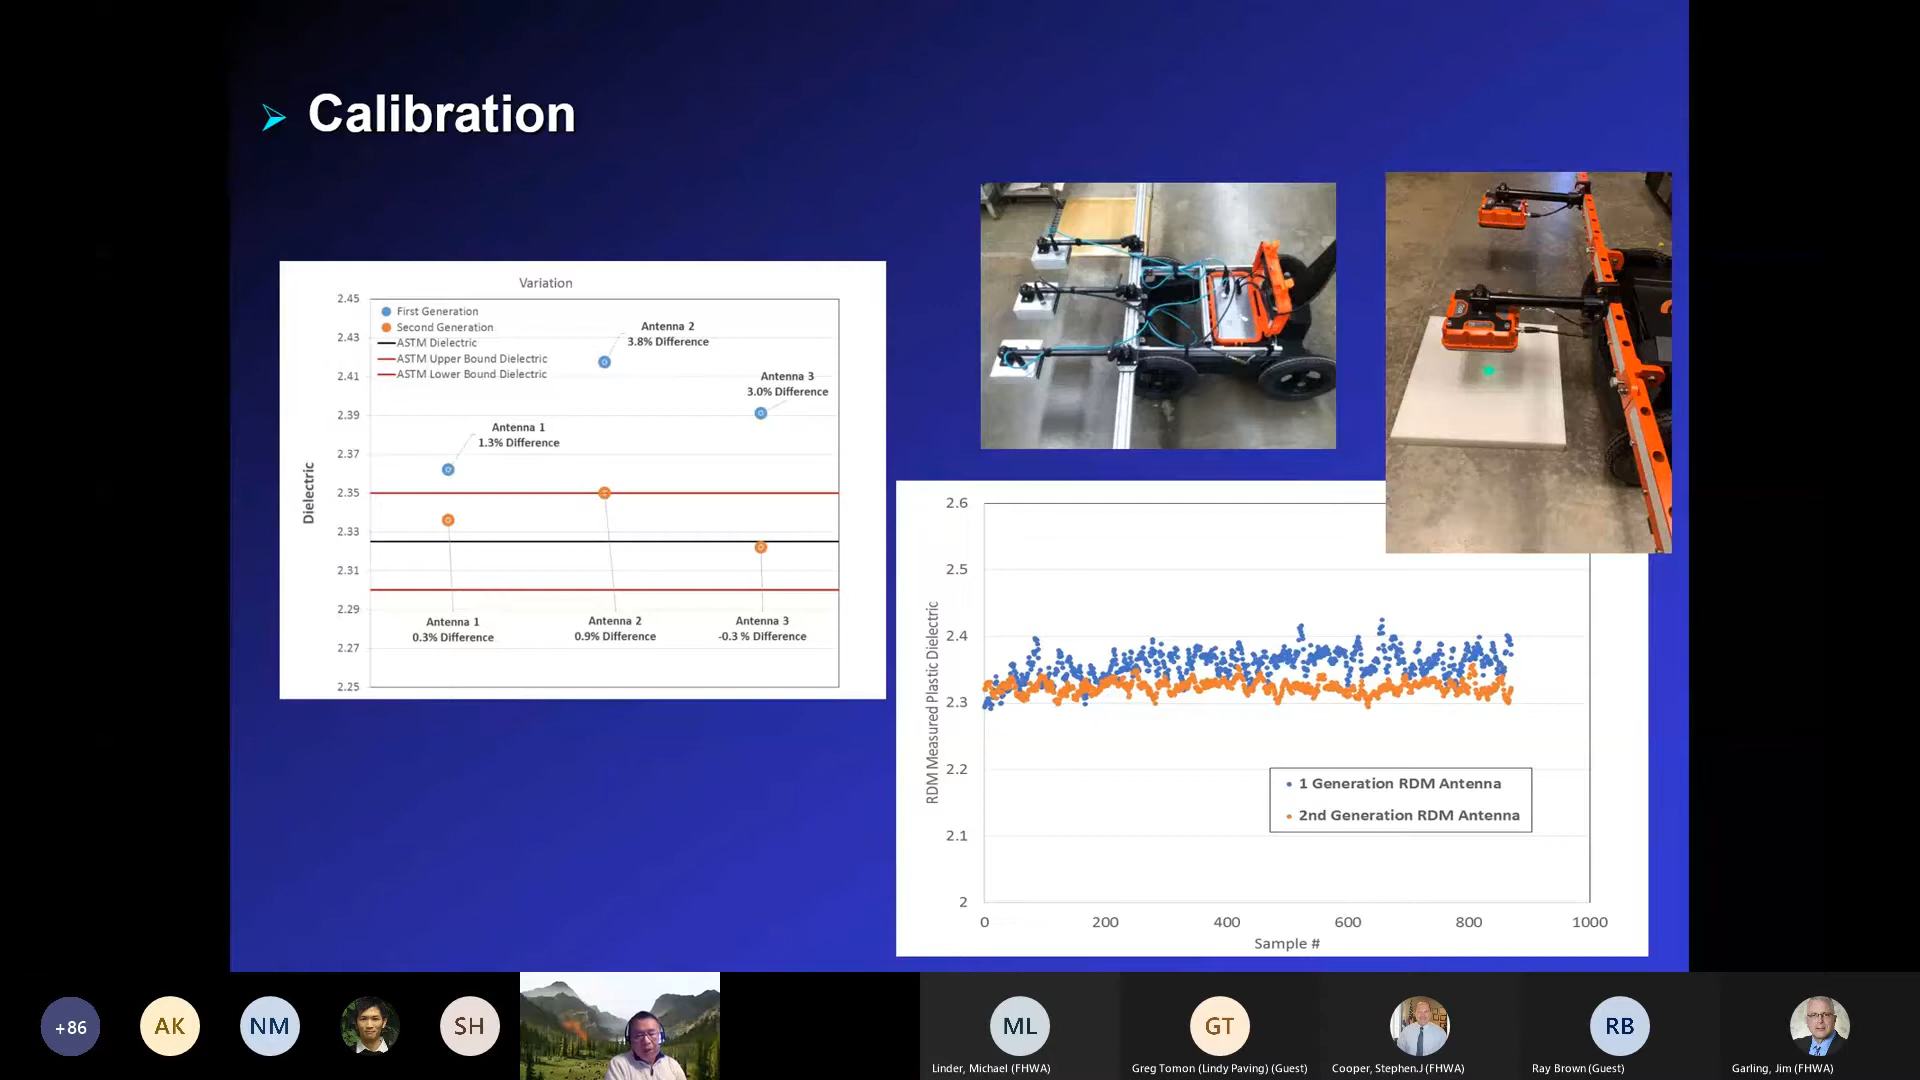 Calibration
Variation
2.45
2.43
2.41
2.39
2.37
2.35
2.33
2.31
2.29
2.27
2.25
Dielectric
First Generation
Second Generation
ASTM Dielectric
ASTM Upper Bound Dielectric
ASTM Lower Bound Dielectric
Antenna 1
1.3% Difference
Antenna 2
3.8% Difference
Antenna 3
3.0% Difference
Antenna 1
0.3% Difference
Antenna 2
0.9% Difference
Antenna 3
-0.3 % Difference
2.6
2.5
2.4
2.3
2.2
2.1
2
RDM Measured Plastic Dielectric
1 Generation RDM Antenna
2nd Generation RDM Antenna
0 200 400 600 800 1000
Sample #
+86
AK
NM
SH
ML
Linder, Michael (FHWA)
GT
Greg Tomon (Lindy Paving) (Guest)
Cooper, Stephen.J (FHWA)
RB
Ray Brown (Guest)
Garling, Jim (FHWA)